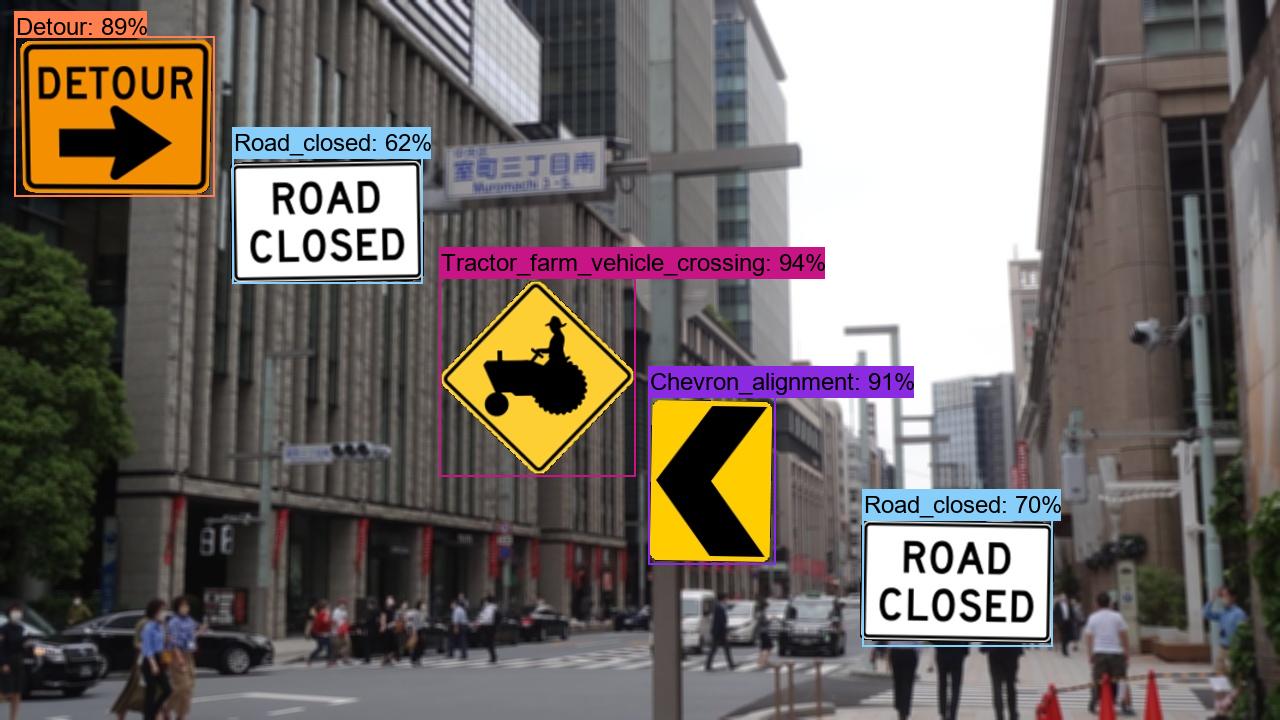 Detour: 89%
DETOUR
Road_closed: 62%
ROAD
CLOSED
室町三丁目南
Muromachi 3-S.
Tractor_farm_vehicle_crossing: 94%
Chevron_alignment: 91%
Road_closed: 70%
ROAD
CLOSED